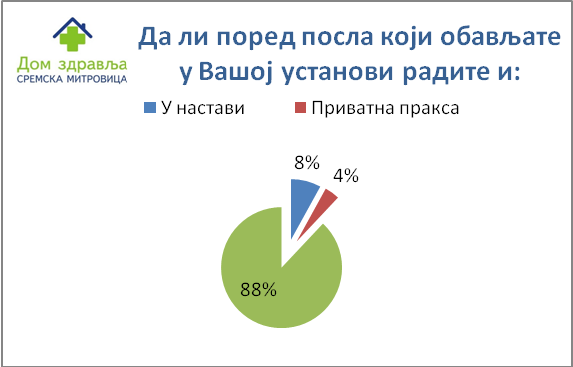 Дом здравља
СРЕМСКА МИТРОВИЦА
Да ли поред посла који обављате
у Вашој установи радите и:
У настави
Приватна пракса
8%
4%
88%